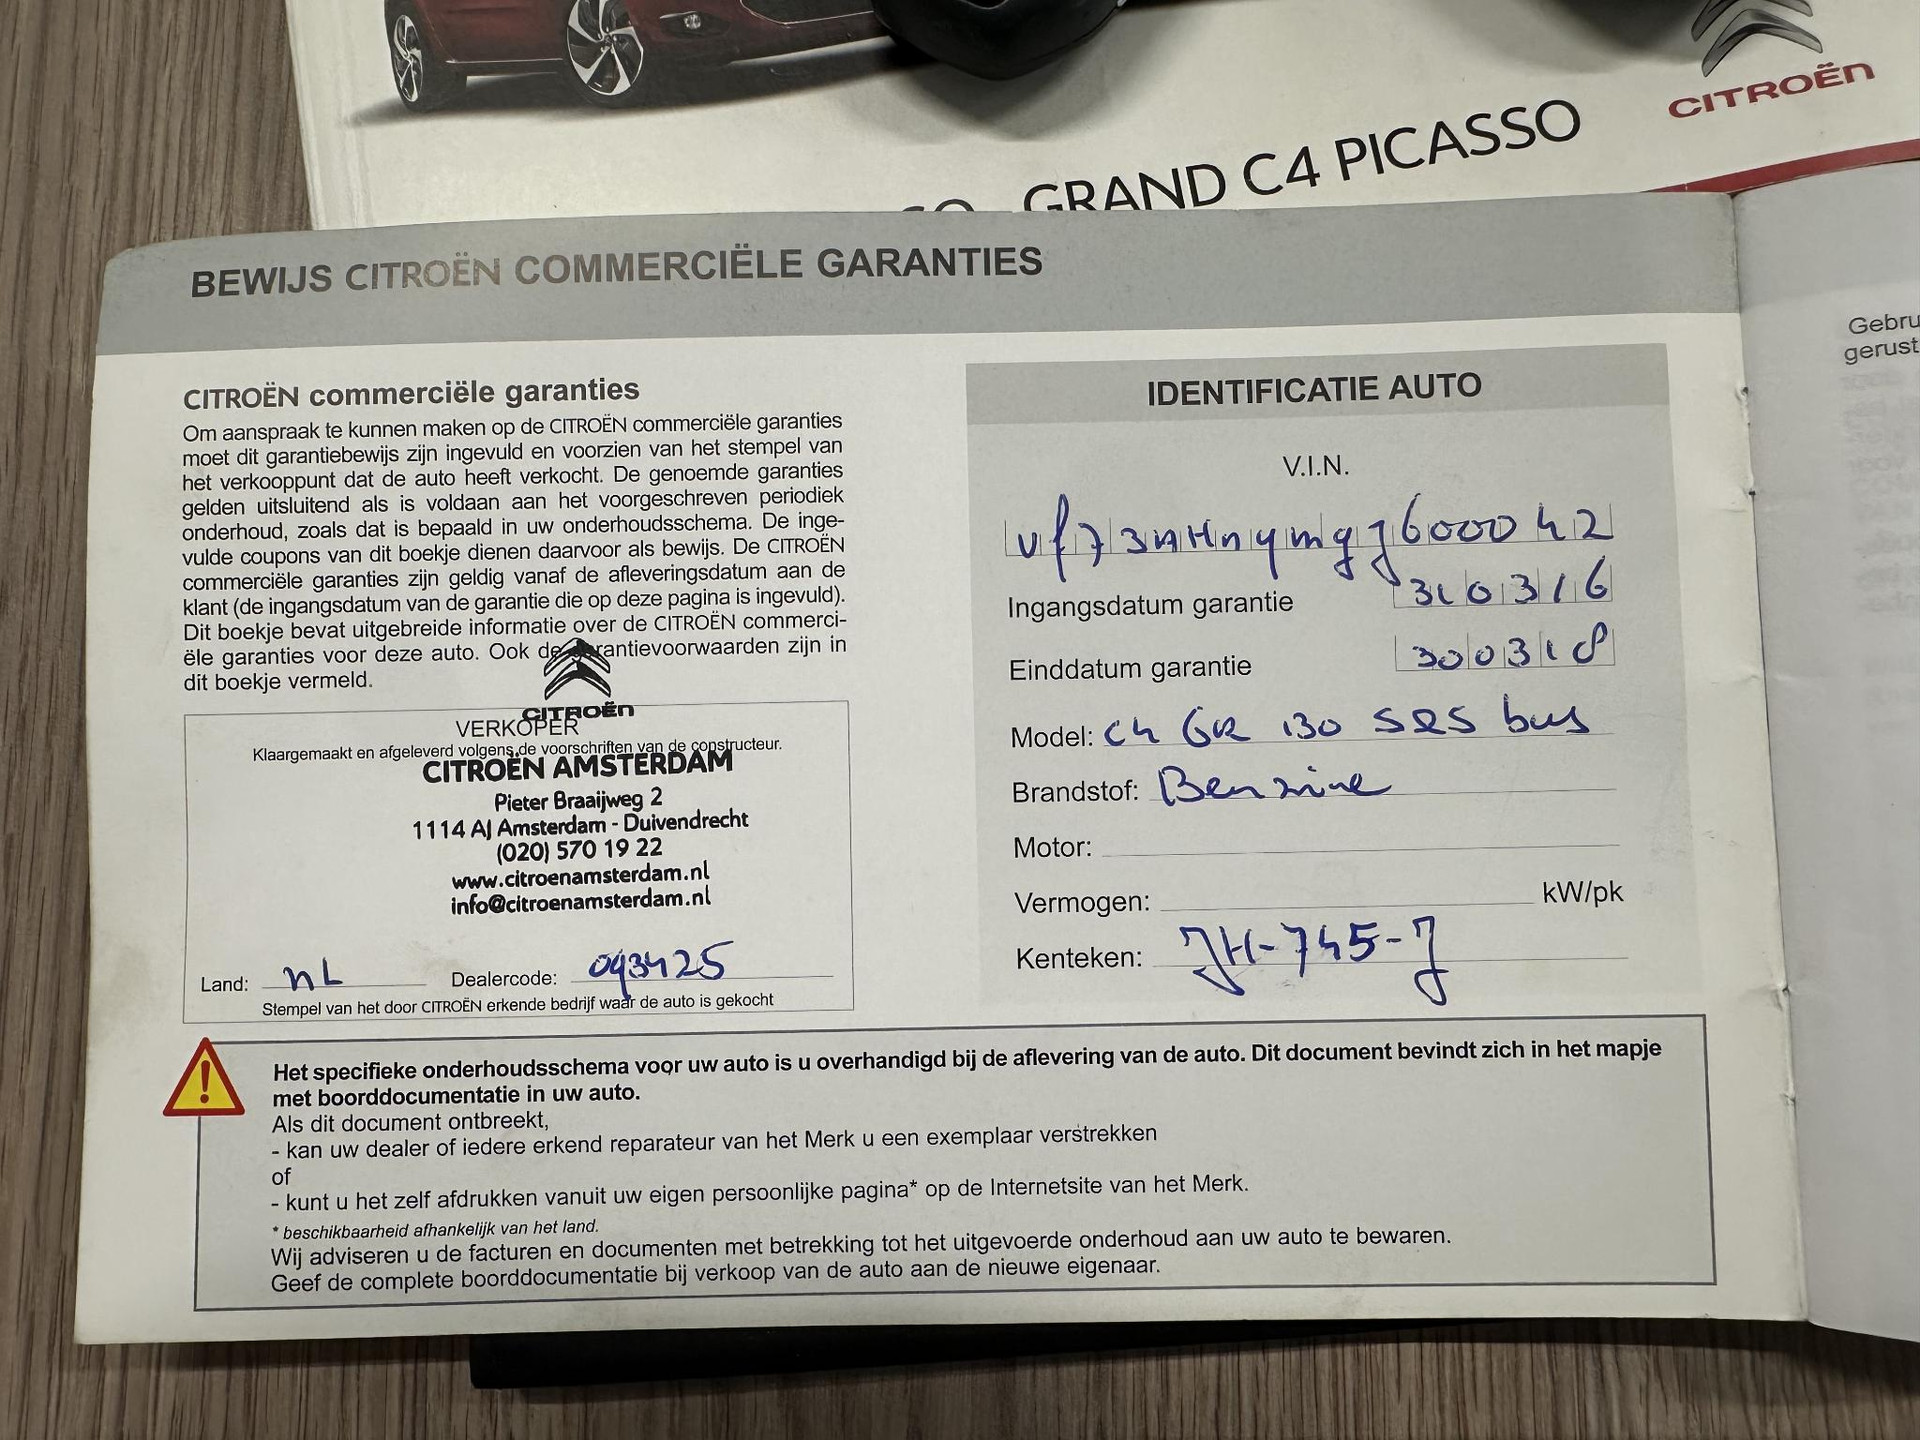 CITROËN
GRAND C4 PICASSO
BEWIJS CITROËN COMMERCIËLE GARANTIES
CITROËN commerciële garanties
Om aanspraak te kunnen maken op de CITROËN commerciële garanties
moet dit garantiebewijs zijn ingevuld en voorzien van het stempel van
het verkooppunt dat de auto heeft verkocht. De genoemde garanties
gelden uitsluitend als is voldaan aan het voorgeschreven periodiek
onderhoud, zoals dat is bepaald in uw onderhoudsschema. De inge-
vulde coupons van dit boekje dienen daarvoor als bewijs. De CITROËN
commerciële garanties zijn geldig vanaf de afleveringsdatum aan de
klant (de ingangsdatum van de garantie die op deze pagina is ingevuld).
Dit boekje bevat uitgebreide informatie over de CITROËN commerci-
ële garanties voor deze auto. Ook de garantievoorwaarden zijn in
dit boekje vermeld.
CITROËN
VERKOPER
Klaargemaakt en afgeleverd volgens de voorschriften van de constructeur.
CITROËN AMSTERDAM
Pieter Braaijweg 2
1114 AJ Amsterdam - Duivendrecht
(020) 570 19 22
www.citroenamsterdam.nl
info@citroenamsterdam.nl
Land: NL Dealercode: 093425
Stempel van het door CITROËN erkende bedrijf waar de auto is gekocht
IDENTIFICATIE AUTO
V.I.N.
Ingangsdatum garantie 310316
Einddatum garantie 300318
Model: C4 GR 130 S&S bus
Brandstof: Benzine
Motor:
Vermogen: kW/pk
Kenteken: JH-745-J
Het specifieke onderhoudsschema voor uw auto is u overhandigd bij de aflevering van de auto. Dit document bevindt zich in het mapje
met boorddocumentatie in uw auto.
Als dit document ontbreekt,
- kan uw dealer of iedere erkend reparateur van het Merk u een exemplaar verstrekken
of
- kunt u het zelf afdrukken vanuit uw eigen persoonlijke pagina* op de Internetsite van het Merk.
* beschikbaarheid afhankelijk van het land.
Wij adviseren u de facturen en documenten met betrekking tot het uitgevoerde onderhoud aan uw auto te bewaren.
Geef de complete boorddocumentatie bij verkoop van de auto aan de nieuwe eigenaar.